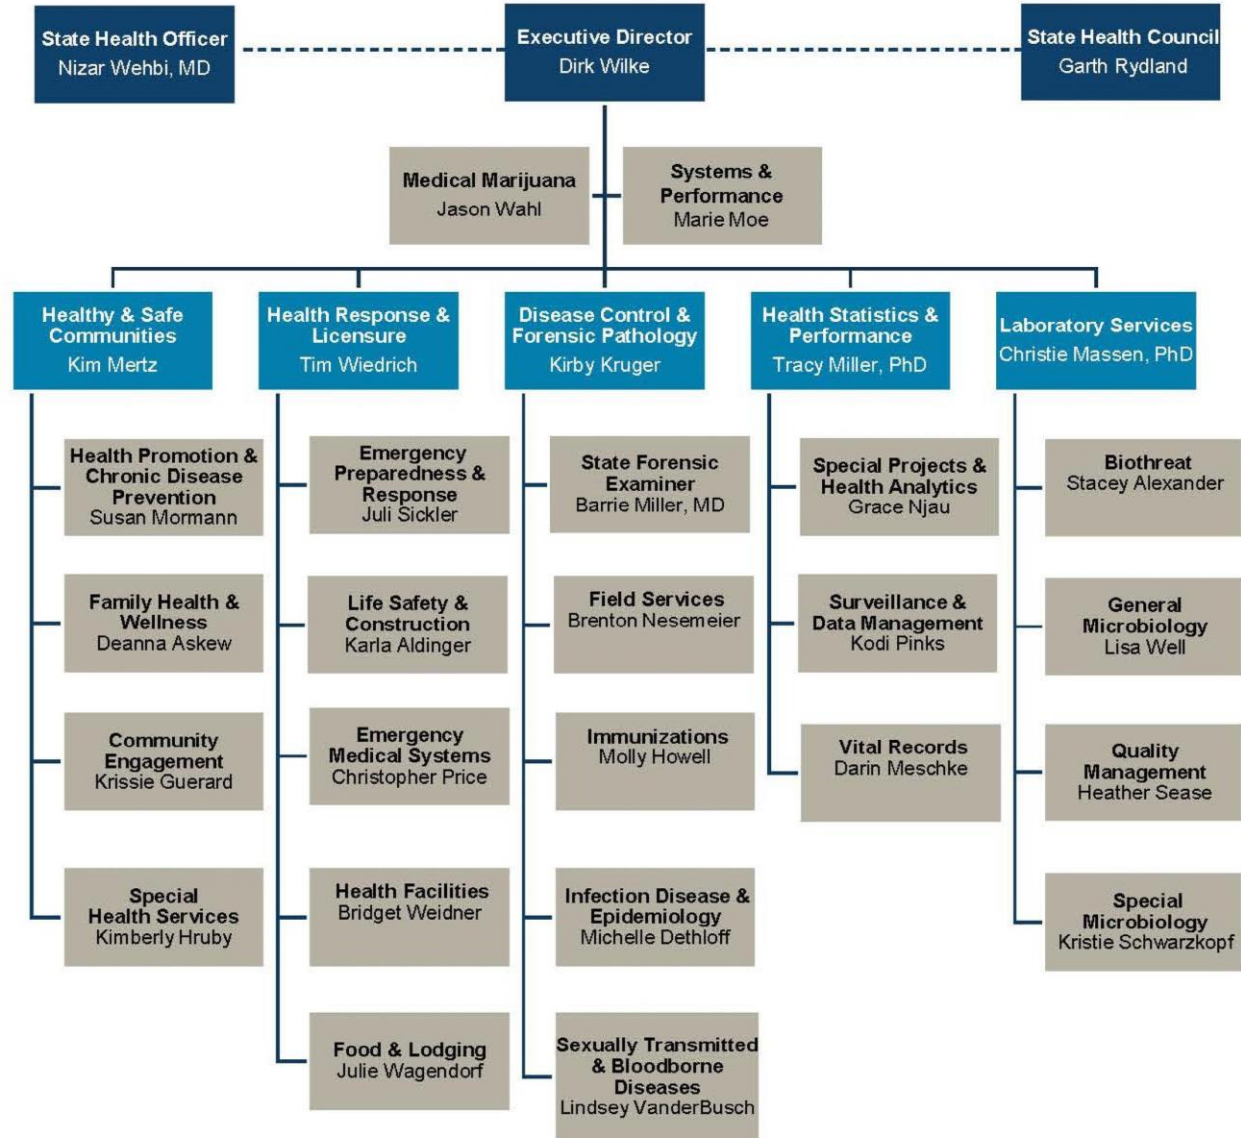 State Health Officer
Nizar Wehbi, MD
Executive Director
Dirk Wilke
State Health Council
Garth Rydland
Medical Marijuana
Jason Wahl
Systems &
Performance
Marie Moe
Healthy & Safe
Communities
Kim Mertz
Health Response &
Licensure
Tim Wiedrich
Disease Control &
Forensic Pathology
Kirby Kruger
Health Statistics &
Performance
Tracy Miller, PhD
Laboratory Services
Christie Massen, PhD
Health Promotion &
Chronic Disease
Prevention
Susan Mormann
Family Health &
Wellness
Deanna Askew
Community
Engagement
Krissie Guerard
Special
Health Services
Kimberly Hruby
Emergency
Preparedness &
Response
Juli Sickler
Life Safety &
Construction
Karla Aldinger
Emergency
Medical Systems
Christopher Price
Health Facilities
Bridget Weidner
Food & Lodging
Julie Wagendorf
State Forensic
Examiner
Barrie Miller, MD
Field Services
Brenton Nesemeier
Immunizations
Molly Howell
Infection Disease &
Epidemiology
Michelle Dethloff
Sexually Transmitted
& Bloodborne
Diseases
Lindsey VanderBusch
Special Projects &
Health Analytics
Grace Njau
Surveillance &
Data Management
Kodi Pinks
Vital Records
Darin Meschke
Biothreat
Stacey Alexander
General
Microbiology
Lisa Well
Quality
Management
Heather Sease
Special
Microbiology
Kristie Schwarzkopf